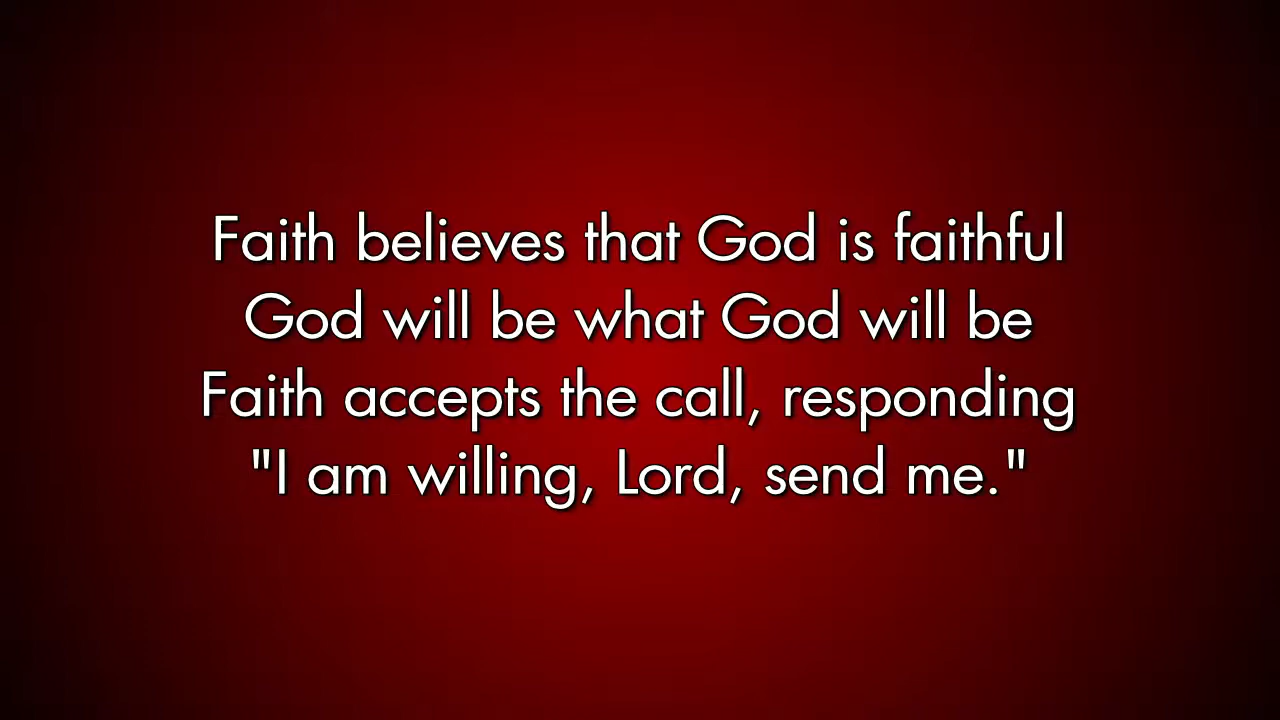 Faith believes that God is faithful
God will be what God will be
Faith accepts the call, responding
"I am willing, Lord, send me."